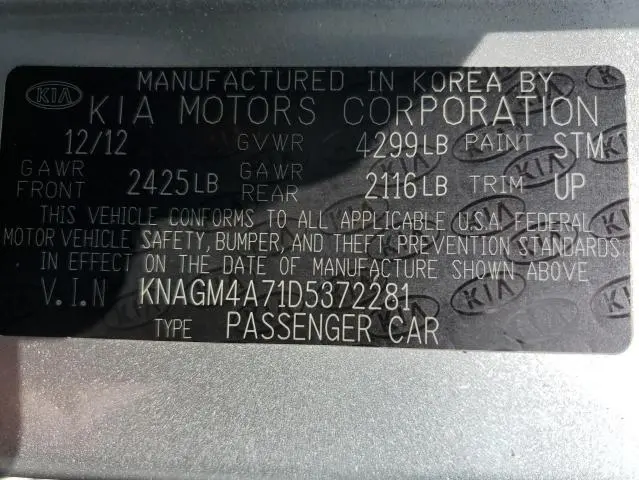 KIA MANUFACTURED IN KOREA BY
KIA MOTORS CORPORATION
12/12 GVWR 4299LB PAINT STM
GAWR FRONT 2425LB GAWR REAR 2116LB TRIM UP
THIS VEHICLE CONFORMS TO ALL APPLICABLE U.S.A. FEDERAL
MOTOR VEHICLE SAFETY, BUMPER, AND THEFT PREVENTION STANDARDS
IN EFFECT ON THE DATE OF MANUFACTURE SHOWN ABOVE
V.I.N KNAGM4A71D5372281
TYPE PASSENGER CAR